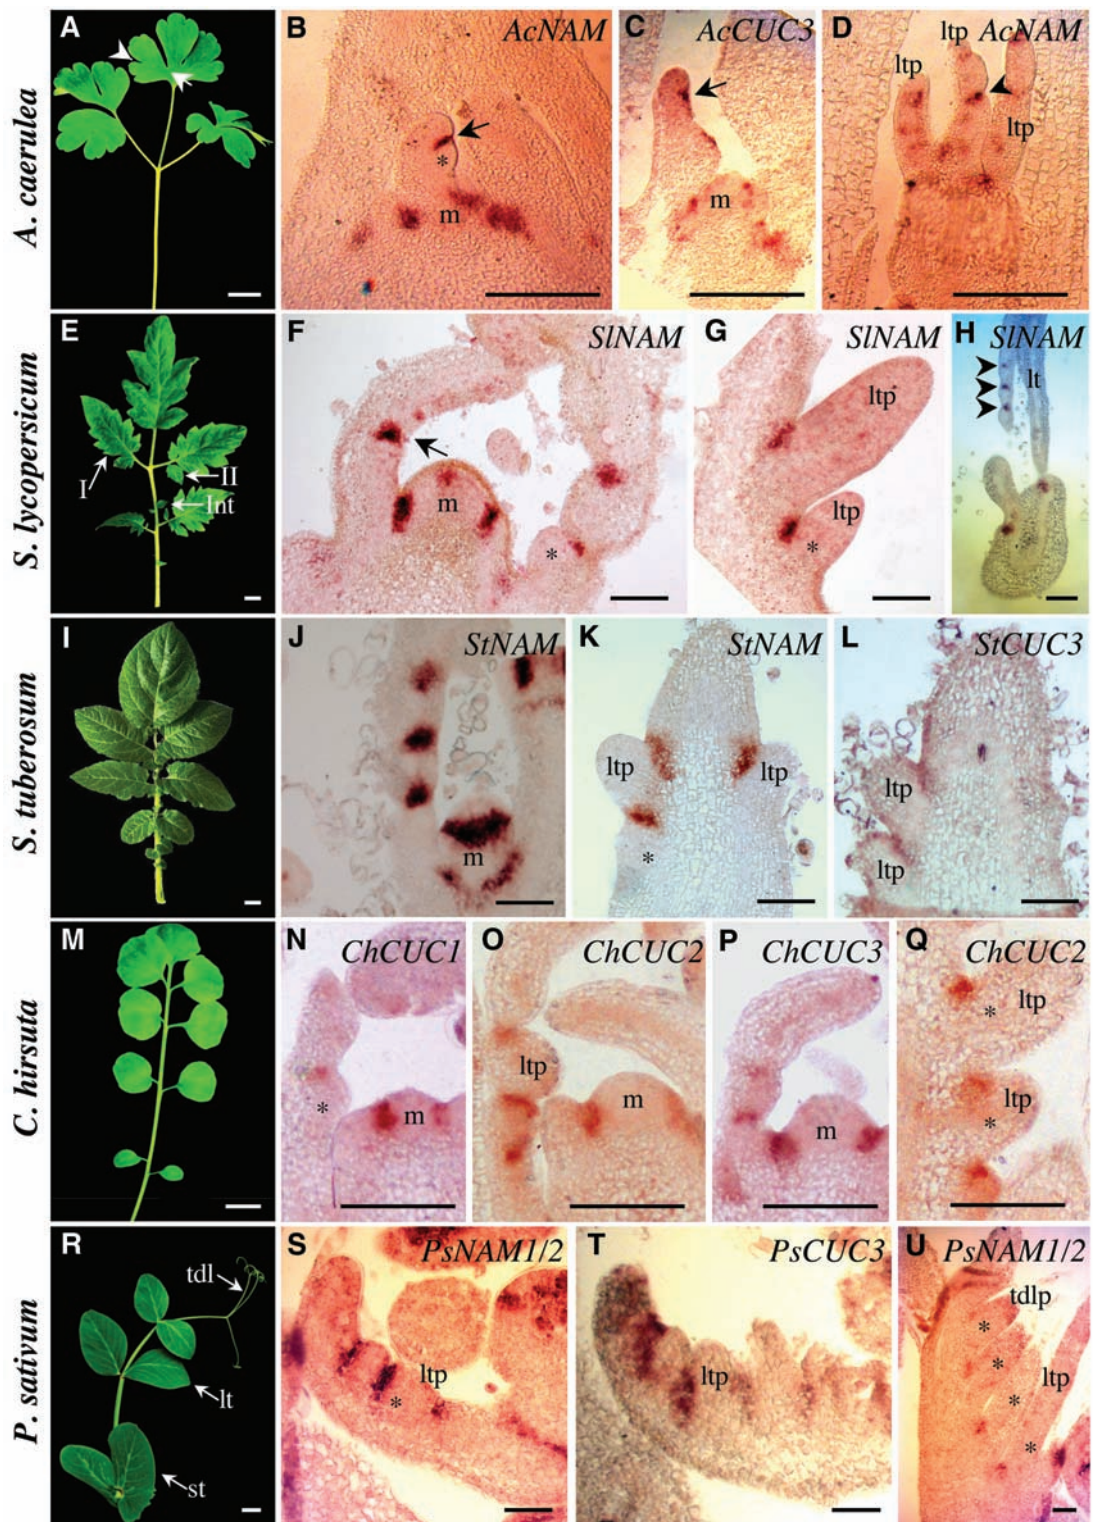 A. caerulea
A
B
AcNAM
*
m
C
AcCUC3
m
D
AcNAM
ltp
ltp
ltp
S. lycopersicum
E
I
II
Int
F
SlNAM
m
*
G
SlNAM
ltp
ltp
*
H
SlNAM
lt
S. tuberosum
I
J
StNAM
m
K
StNAM
ltp
ltp
*
L
StCUC3
ltp
ltp
C. hirsuta
M
N
ChCUC1
*
m
O
ChCUC2
ltp
m
P
ChCUC3
m
Q
ChCUC2
ltp
*
ltp
*
P. sativum
R
tdl
lt
st
S
PsNAM1/2
ltp
*
T
PsCUC3
ltp
U
PsNAM1/2
tdlp
*
*
ltp
*
*